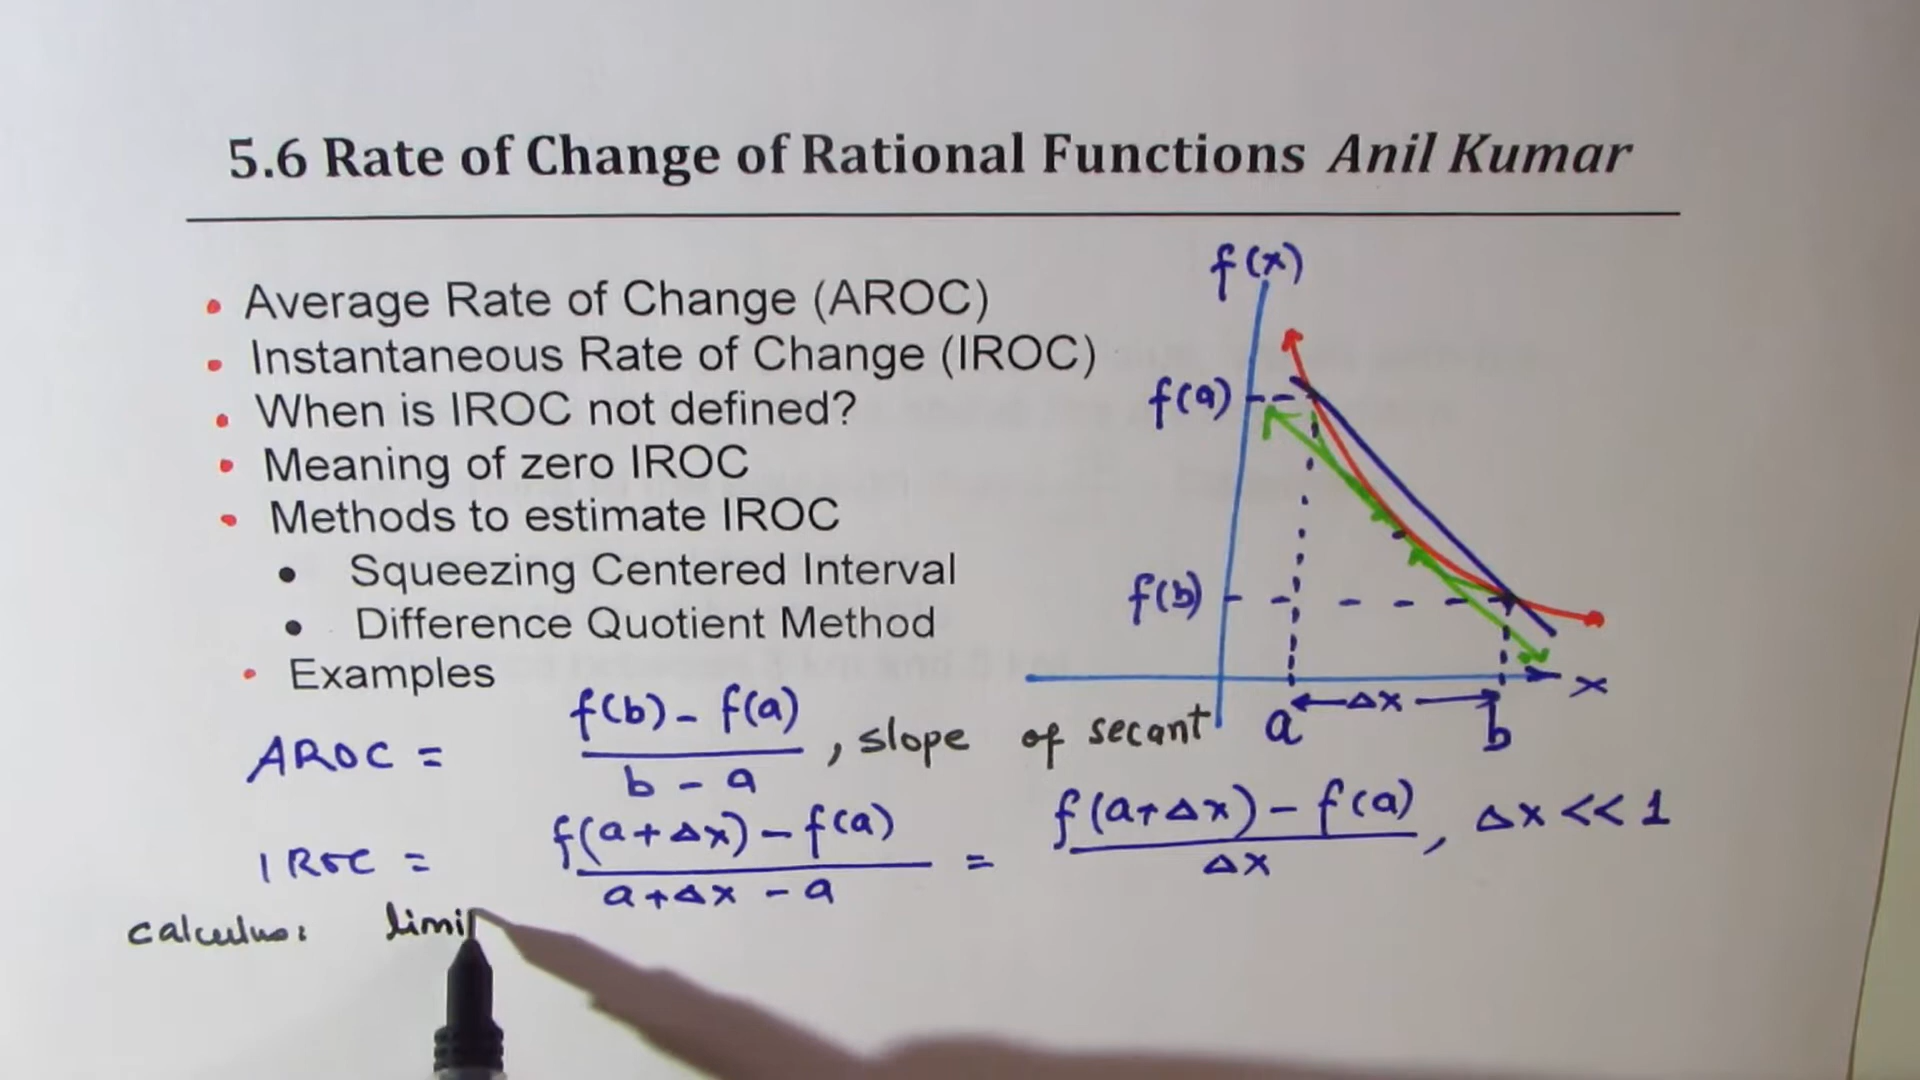 5.6 Rate of Change of Rational Functions Anil Kumar
• Average Rate of Change (AROC)
• Instantaneous Rate of Change (IROC)
• When is IROC not defined?
• Meaning of zero IROC
• Methods to estimate IROC
• Squeezing Centered Interval
• Difference Quotient Method
• Examples
f(x)
f(a)
f(b)
x
a Δx b
AROC = f(b) - f(a) / b - a , slope of secant
IROC = f(a+Δx) - f(a) / a+Δx - a = f(a+Δx) - f(a) / Δx , Δx << 1
calculus: limi